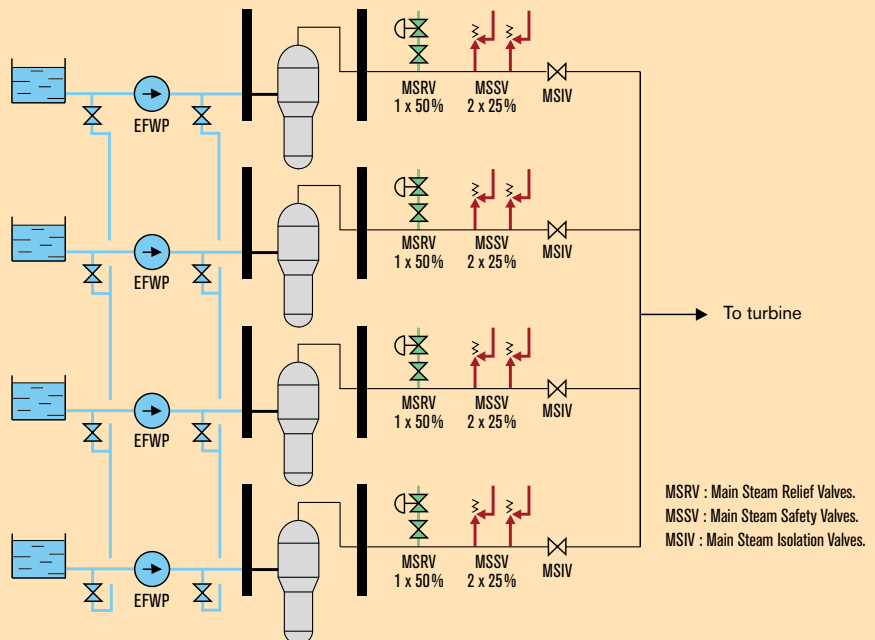 MSRV
1 x 50%
MSSV
2 x 25%
MSIV
EFWP
MSRV
1 x 50%
MSSV
2 x 25%
MSIV
EFWP
To turbine
MSRV
1 x 50%
MSSV
2 x 25%
MSIV
EFWP
MSRV : Main Steam Relief Valves.
MSSV : Main Steam Safety Valves.
MSIV : Main Steam Isolation Valves.
MSRV
1 x 50%
MSSV
2 x 25%
MSIV
EFWP